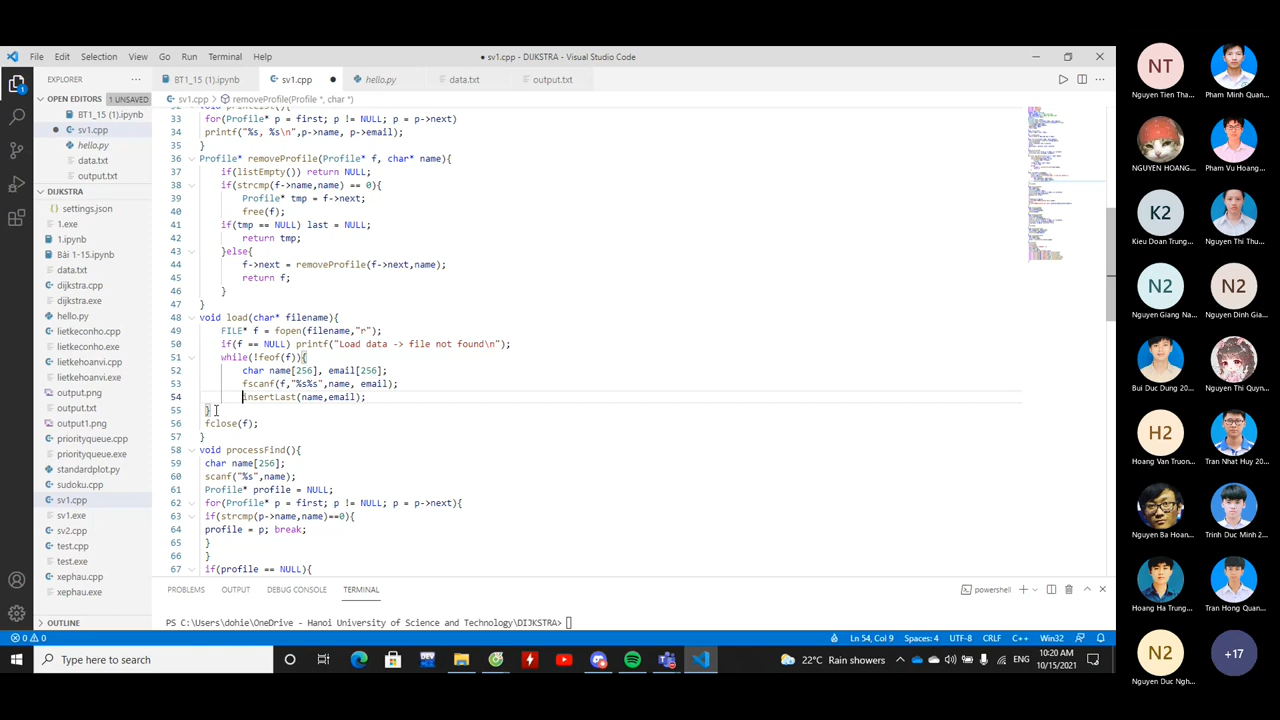 File Edit Selection View Go Run Terminal Help
● sv1.cpp - DIJKSTRA - Visual Studio Code
EXPLORER
BT1_15 (1).ipynb
sv1.cpp
hello.py
data.txt
output.txt
sv1.cpp > removeProfile(Profile *, char *)
OPEN EDITORS 1 UNSAVED
BT1_15 (1).ipynb
sv1.cpp
hello.py
data.txt
output.txt
DIJKSTRA
settings.json
1.exe
1.ipynb
Bài 1-15.ipynb
data.txt
dijkstra.cpp
dijkstra.exe
hello.py
lietkeconho.cpp
lietkeconho.exe
lietkehoanvi.cpp
lietkehoanvi.exe
output.png
output.txt
output1.png
priorityqueue.cpp
priorityqueue.exe
standardplot.py
sudoku.cpp
sv1.cpp
sv1.exe
sv2.cpp
test.cpp
test.exe
xephau.cpp
xephau.exe
OUTLINE
33 for(Profile* p = first; p != NULL; p = p->next)
34 printf("%s, %s\n",p->name, p->email);
35 }
36 Profile* removeProfile(Profile* f, char* name){
37 if(listEmpty()) return NULL;
38 if(strcmp(f->name,name) == 0){
39 Profile* tmp = f->next;
40 free(f);
41 if(tmp == NULL) last = NULL;
42 return tmp;
43 }else{
44 f->next = removeProfile(f->next,name);
45 return f;
46 }
47 }
48 void load(char* filename){
49 FILE* f = fopen(filename,"r");
50 if(f == NULL) printf("Load data -> file not found\n");
51 while(!feof(f)){
52 char name[256], email[256];
53 fscanf(f,"%s%s",name, email);
54 insertLast(name,email);
55 }
56 fclose(f);
57 }
58 void processFind(){
59 char name[256];
60 scanf("%s",name);
61 Profile* profile = NULL;
62 for(Profile* p = first; p != NULL; p = p->next){
63 if(strcmp(p->name,name)==0){
64 profile = p; break;
65 }
66 }
67 if(profile == NULL){
PROBLEMS OUTPUT DEBUG CONSOLE TERMINAL
powershell
PS C:\Users\dohie\OneDrive - Hanoi University of Science and Technology\DIJKSTRA>
0 0
Ln 54, Col 9 Spaces: 4 UTF-8 CRLF C++ Win32
Type here to search
22°C Rain showers
ENG
10:20 AM
10/15/2021
NT
Nguyen Tien Tha...
Pham Minh Quan...
NGUYEN HOANG...
Pham Vu Hoang...
K2
Kieu Doan Trung...
Nguyen Thi Thu...
N2
Nguyen Giang Na...
N2
Nguyen Dinh Gia...
Bui Duc Dung 20...
Nguyen Thi Quyn...
H2
Hoang Van Truon...
Tran Nhat Huy 20...
Nguyen Ba Hoan...
Trinh Duc Minh 2...
Hoang Ha Trung...
Tran Hong Quan...
N2
Nguyen Duc Ngh...
+17